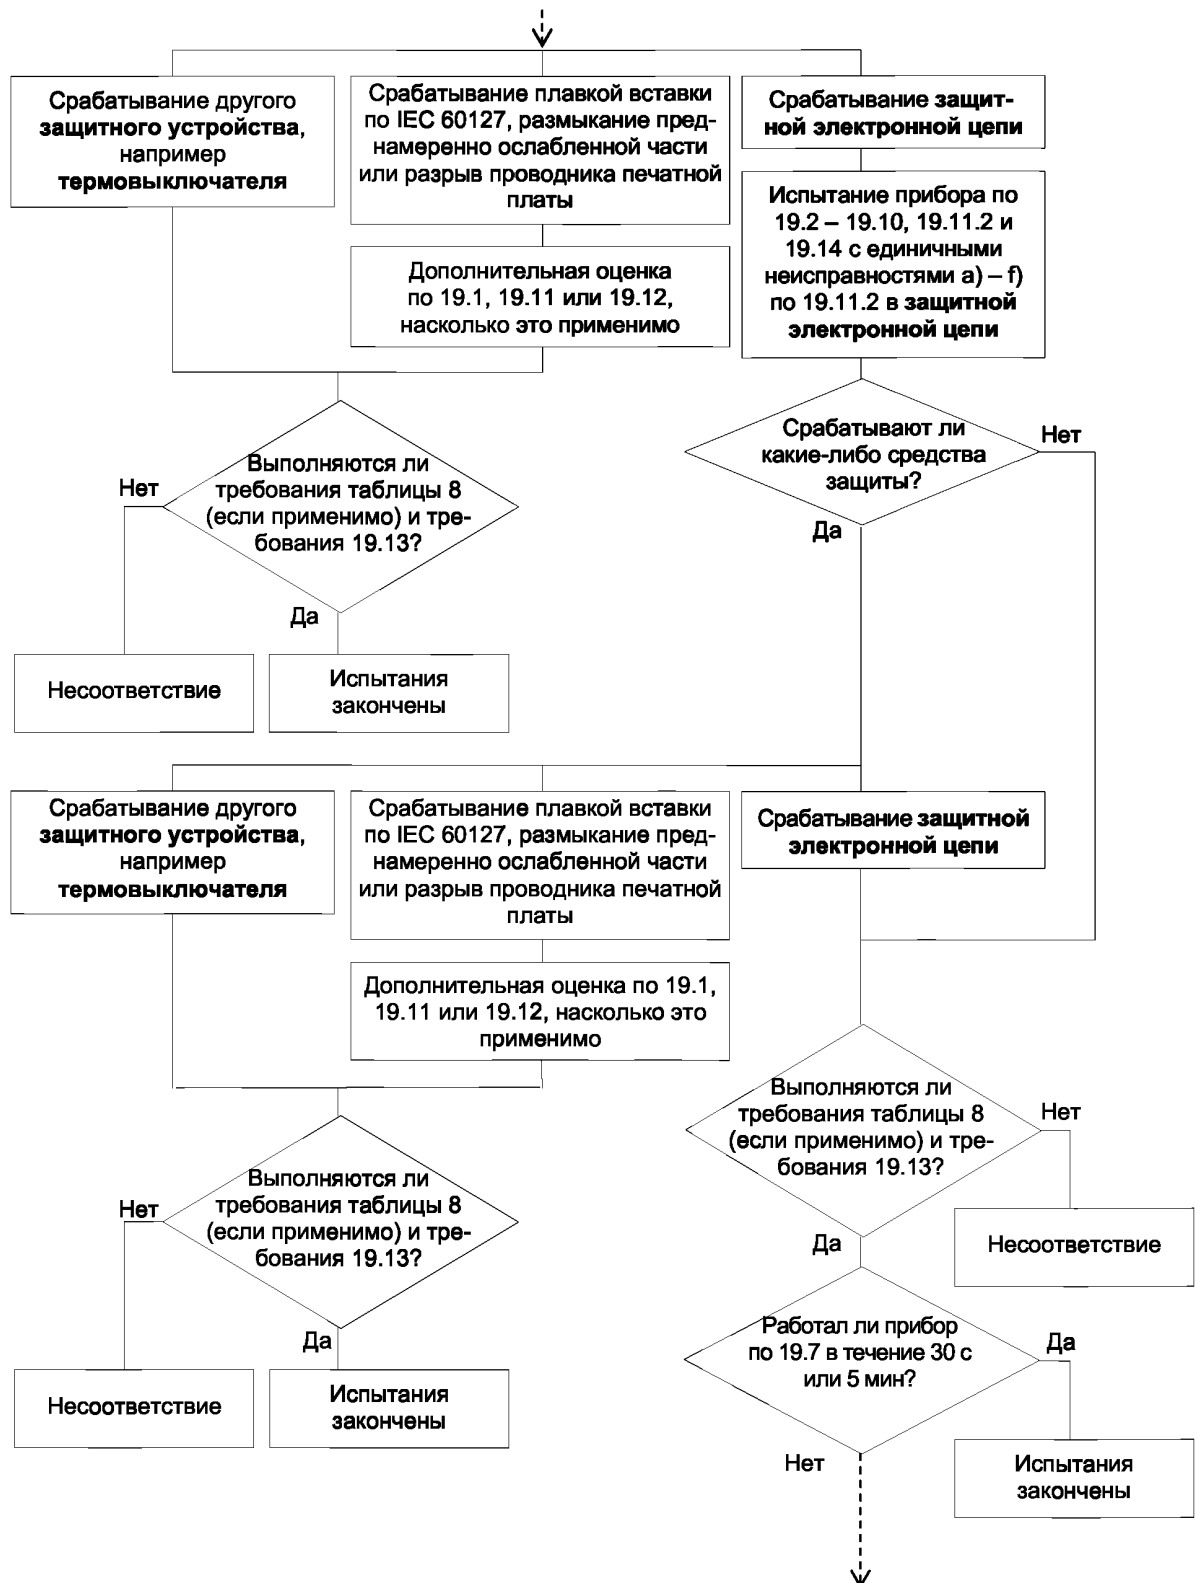 Срабатывание другого
защитного устройства,
например
термовыключателя
Срабатывание плавкой вставки
по IEC 60127, размыкание пред-
намеренно ослабленной части
или разрыв проводника печатной
платы
Дополнительная оценка
по 19.1, 19.11 или 19.12,
насколько это применимо
Срабатывание защит-
ной электронной цепи
Испытание прибора по
19.2 – 19.10, 19.11.2 и
19.14 с единичными
неисправностями a) – f)
по 19.11.2 в защитной
электронной цепи
Срабатывают ли
какие-либо средства
защиты?
Нет
Да
Выполняются ли
требования таблицы 8
(если применимо) и тре-
бования 19.13?
Нет
Да
Несоответствие
Испытания
закончены
Срабатывание другого
защитного устройства,
например
термовыключателя
Срабатывание плавкой вставки
по IEC 60127, размыкание пред-
намеренно ослабленной части
или разрыв проводника печатной
платы
Дополнительная оценка по 19.1,
19.11 или 19.12, насколько это
применимо
Срабатывание защитной
электронной цепи
Выполняются ли
требования таблицы 8
(если применимо) и тре-
бования 19.13?
Нет
Да
Несоответствие
Испытания
закончены
Выполняются ли
требования таблицы 8
(если применимо) и тре-
бования 19.13?
Нет
Да
Несоответствие
Работал ли прибор
по 19.7 в течение 30 с
или 5 мин?
Да
Нет
Испытания
закончены